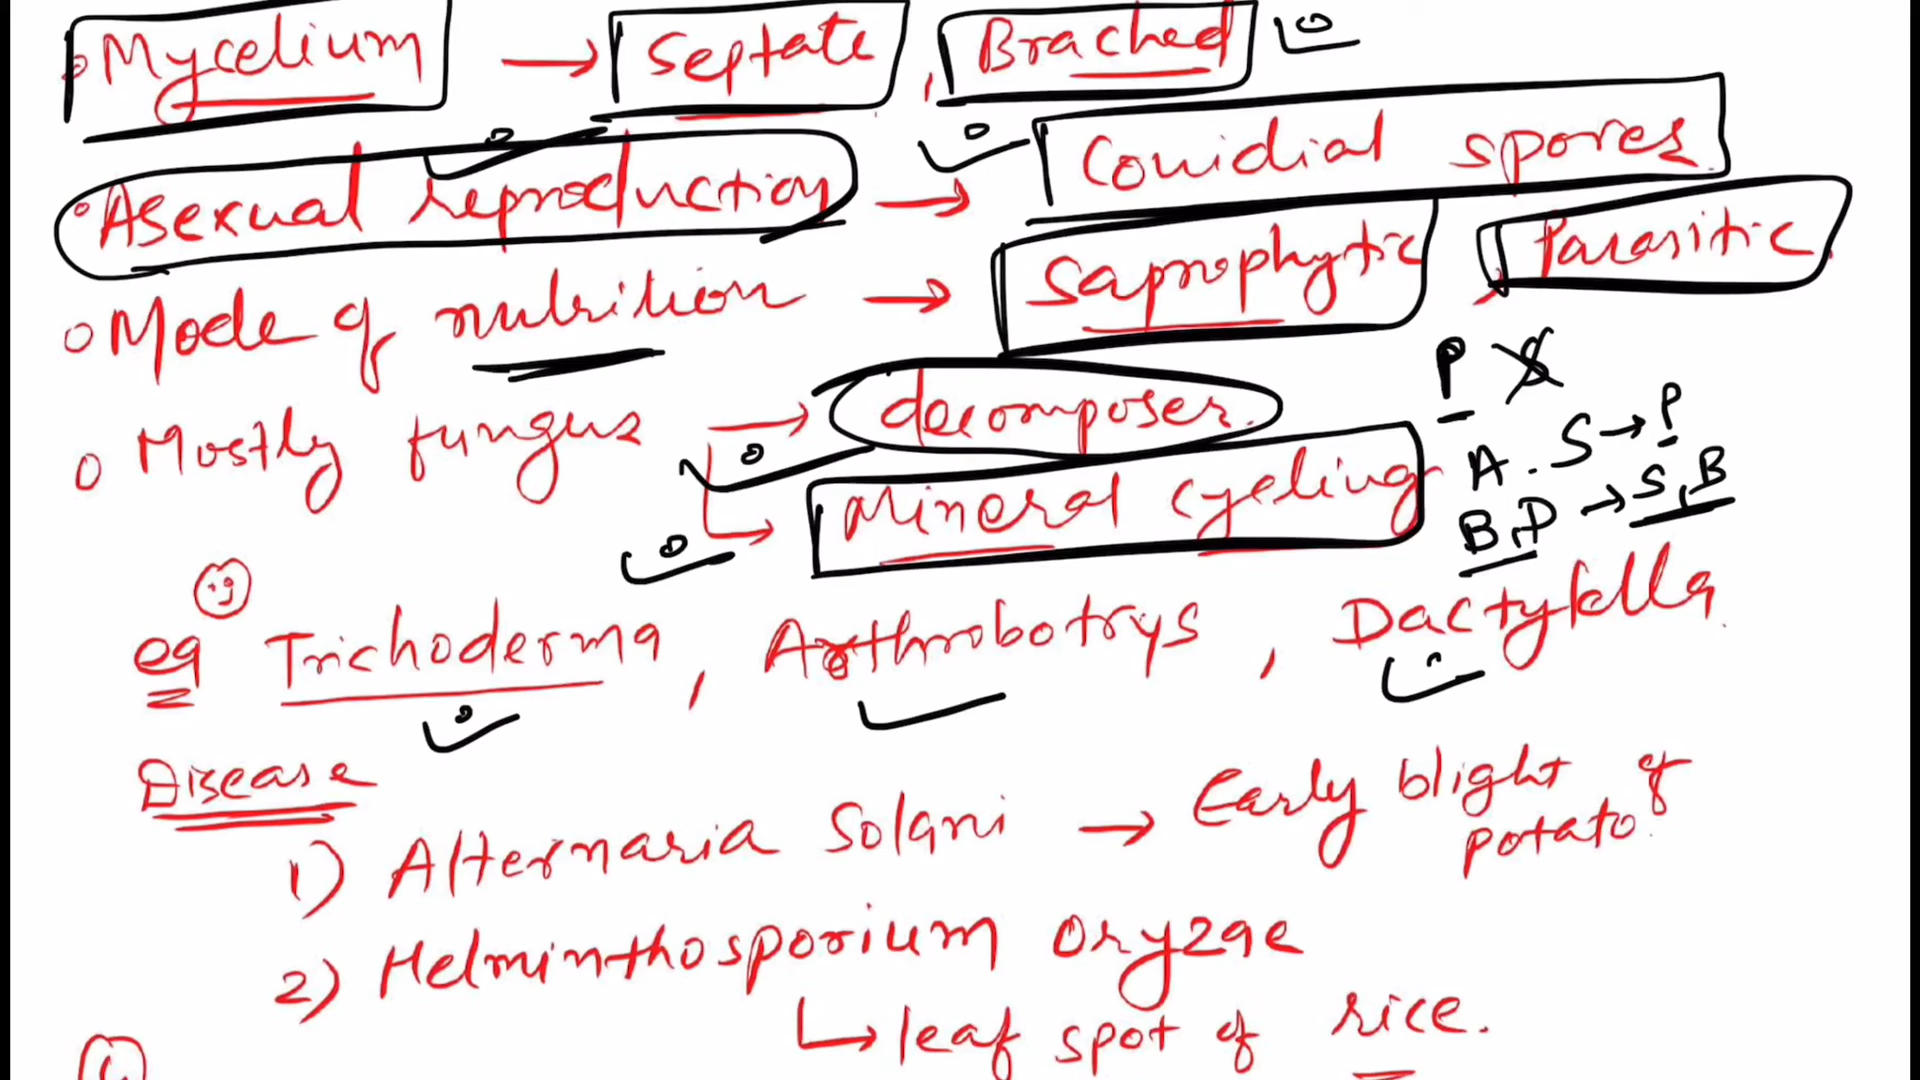 Mycelium → Septate, Brached
Asexual reproduction → Conidial spores
Mode of nutrition → Saprophytic, Parasitic
P S
Mostly fungus → decomposer.
A. S → P
↳ Mineral cycling
B, D → S, B
eg Trichoderma, Arthrobotrys, Dactylella.
Disease
1) Alternaria Solani → Early blight of
potato.
2) Helminthosporium oryzae
↳ leaf spot of rice.